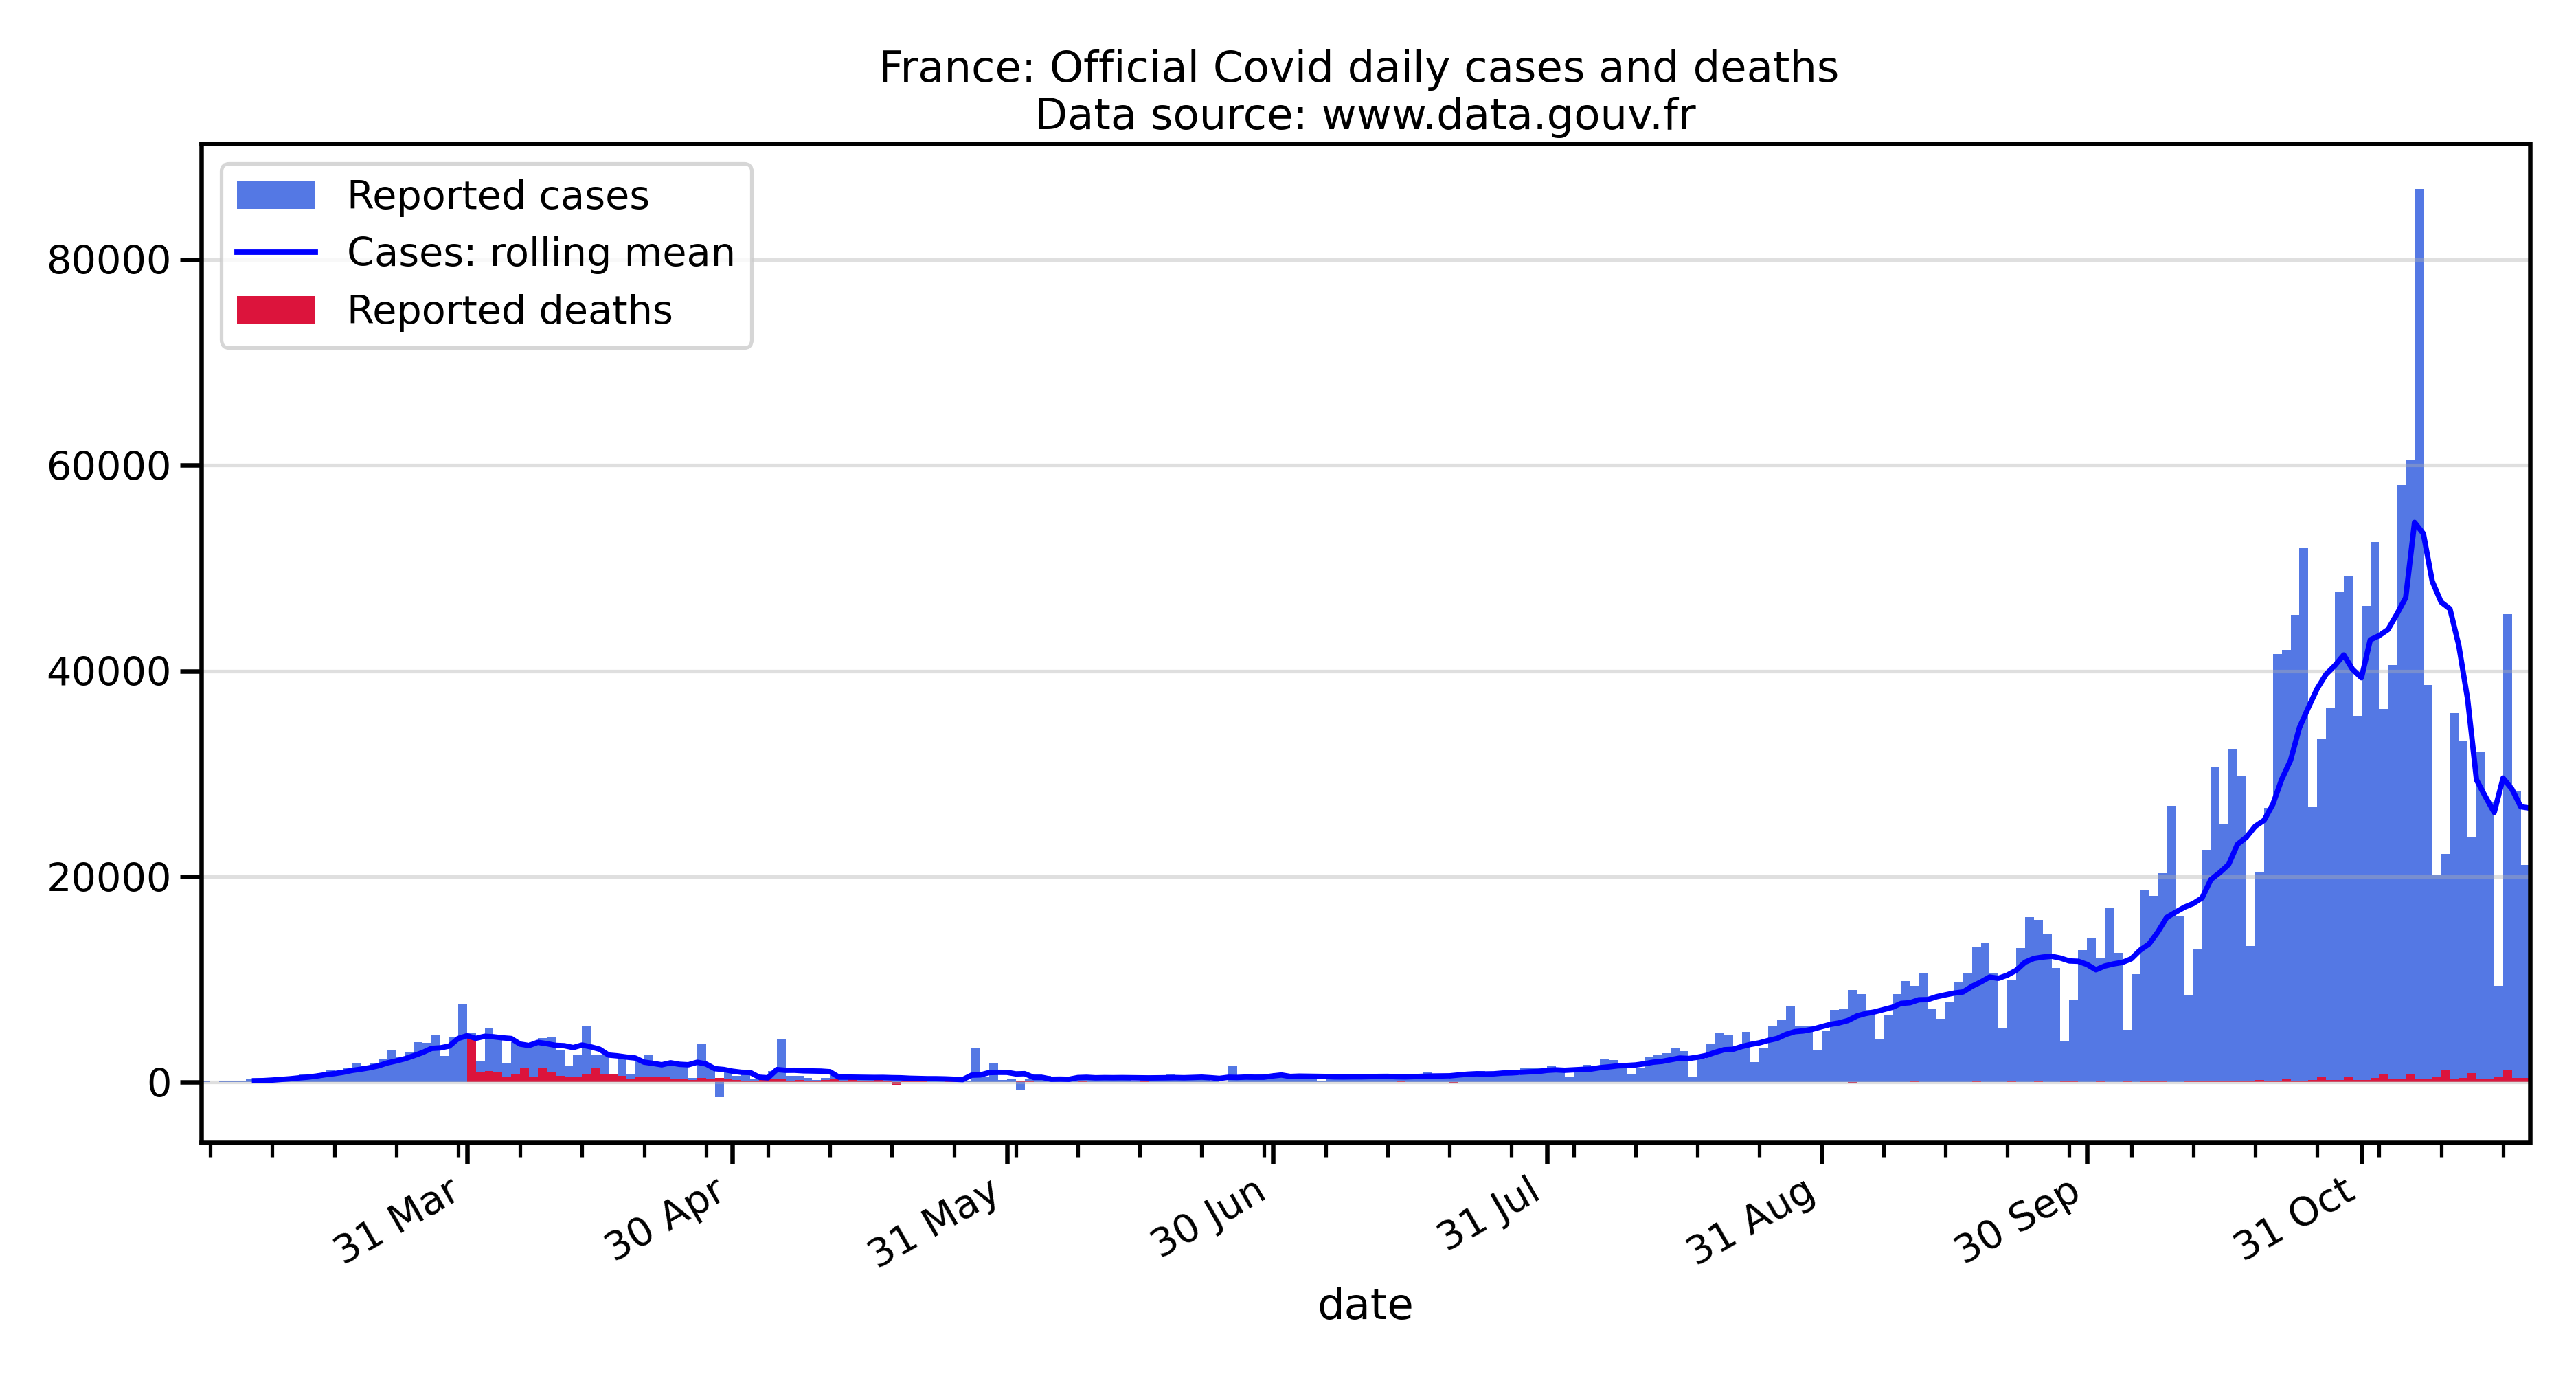 France: Official Covid daily cases and deaths
Data source: www.data.gouv.fr
Reported cases
Cases: rolling mean
Reported deaths
80000
60000
40000
20000
0
31 Mar
30 Apr
31 May
30 Jun
31 Jul
31 Aug
30 Sep
31 Oct
date